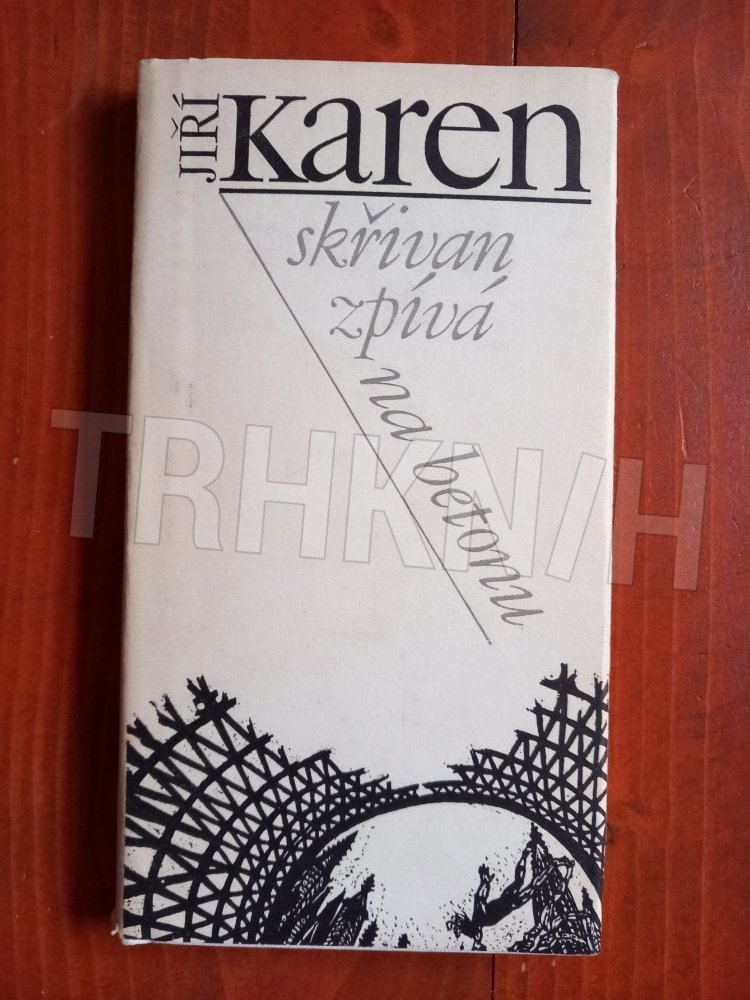 JIŘÍ
Karen
skřivan
zpívá
na betonu
TRHKNIH